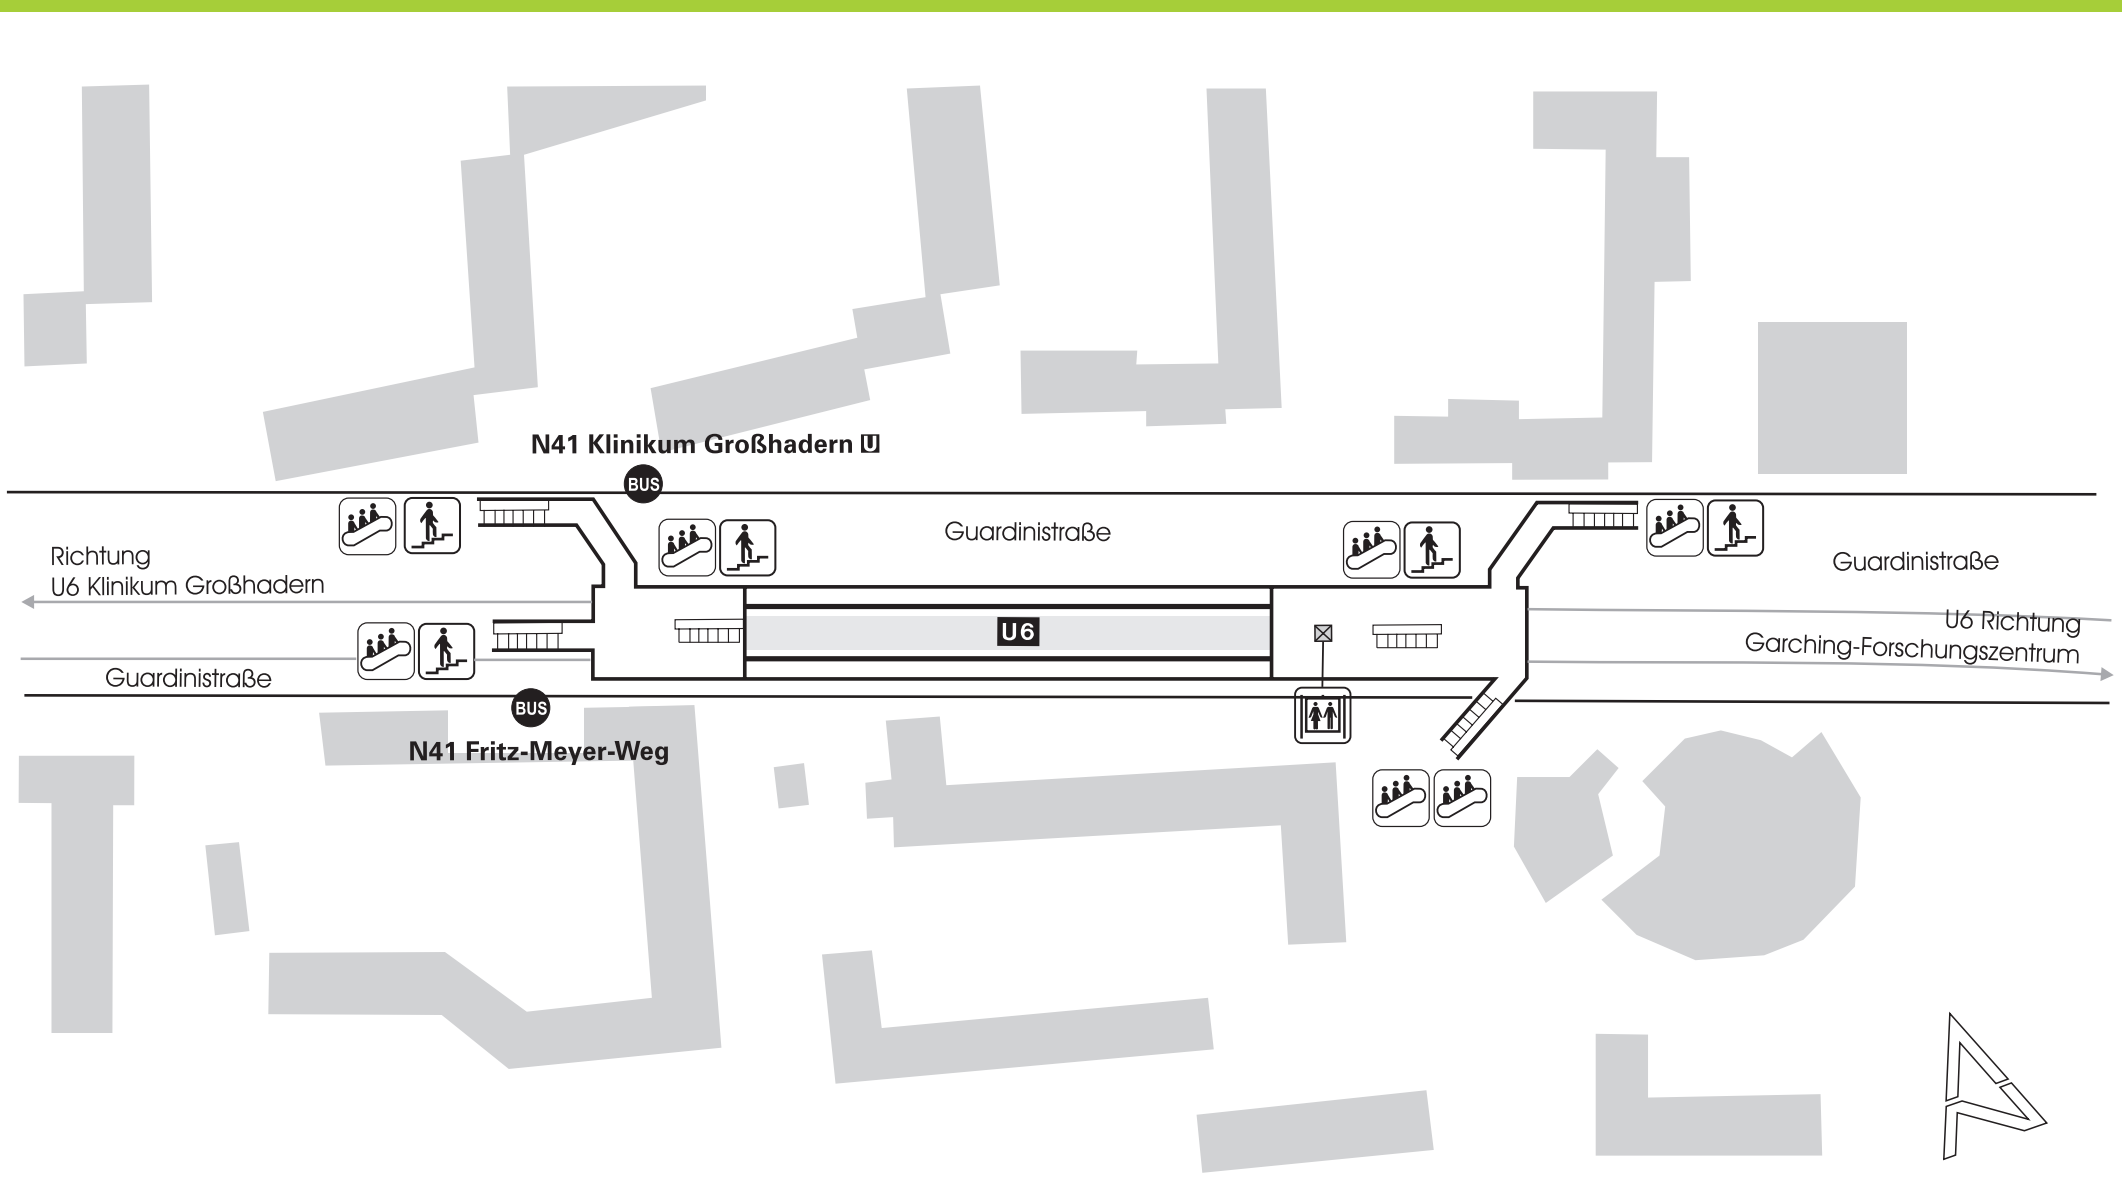 N41 Klinikum Großhadern U
BUS
Guardinistraße
Richtung
U6 Klinikum Großhadern
Guardinistraße
U6
U6 Richtung
Garching-Forschungszentrum
Guardinistraße
BUS
N41 Fritz-Meyer-Weg